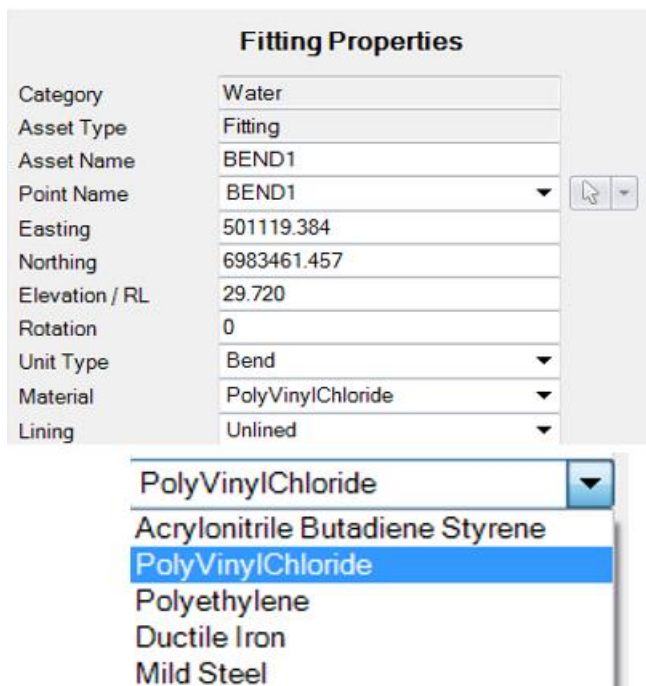 Fitting Properties
Category Water
Asset Type Fitting
Asset Name BEND1
Point Name BEND1
Easting 501119.384
Northing 6983461.457
Elevation / RL 29.720
Rotation 0
Unit Type Bend
Material PolyVinylChloride
Lining Unlined
PolyVinylChloride
Acrylonitrile Butadiene Styrene
PolyVinylChloride
Polyethylene
Ductile Iron
Mild Steel